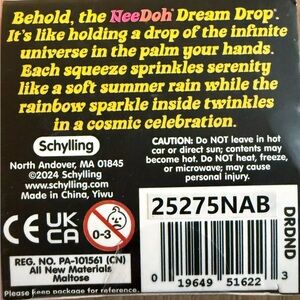 Behold, the NeeDoh® Dream Drop®.
It's like holding a drop of the infinite
universe in the palm your hands.
Each squeeze sprinkles serenity
like a soft summer rain while the
rainbow sparkle inside twinkles
in a cosmic celebration.
Schylling
North Andover, MA 01845
©2024 Schylling
www.schylling.com
Made in China, Yiwu
CAUTION: Do NOT leave in hot
car or direct sun; contents may
become hot. Do NOT heat, freeze,
or microwave; may cause
personal injury.
CE UK
CA
0-3
25275NAB
DRDND
0 19649 51622 3
REG. NO. PA-101561 (CN)
All New Materials
Maltose
Please keep package for reference.